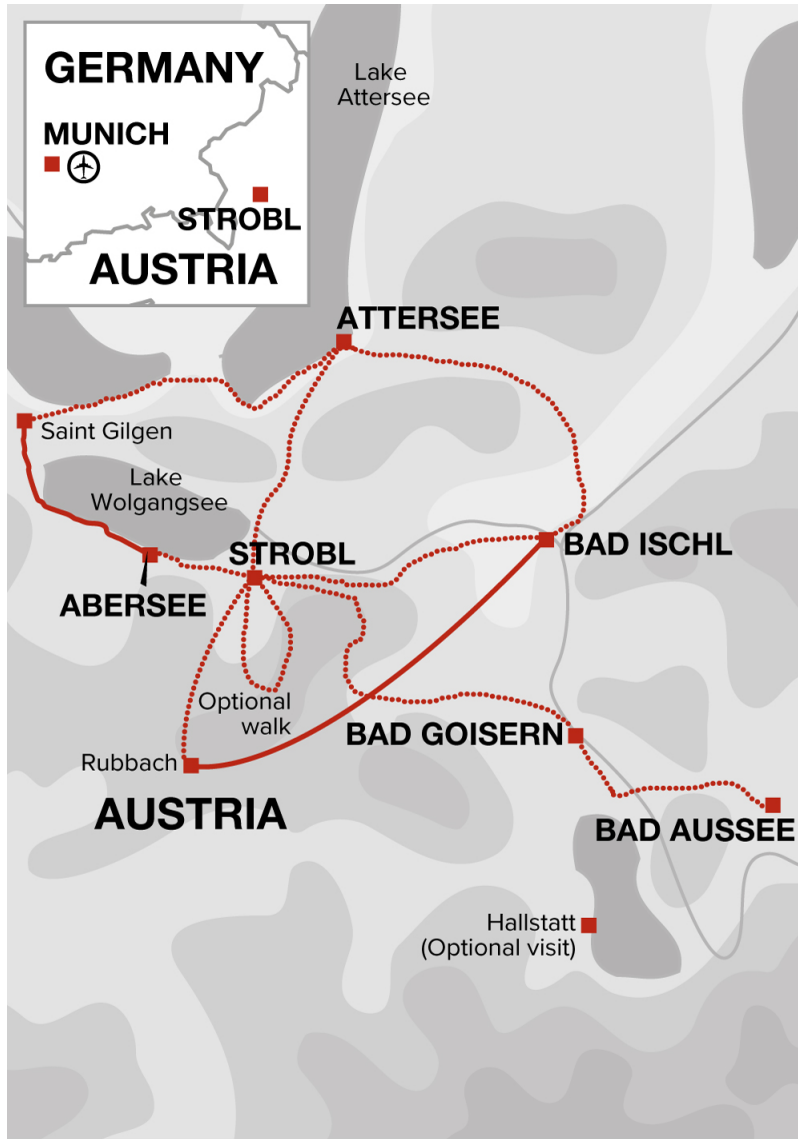 GERMANY
MUNICH
STROBL
AUSTRIA
Lake
Attersee
ATTERSEE
Saint Gilgen
Lake
Wolgangsee
STROBL
BAD ISCHL
ABERSEE
Optional
walk
BAD GOISERN
Rubbach
AUSTRIA
BAD AUSSEE
Hallstatt
(Optional visit)